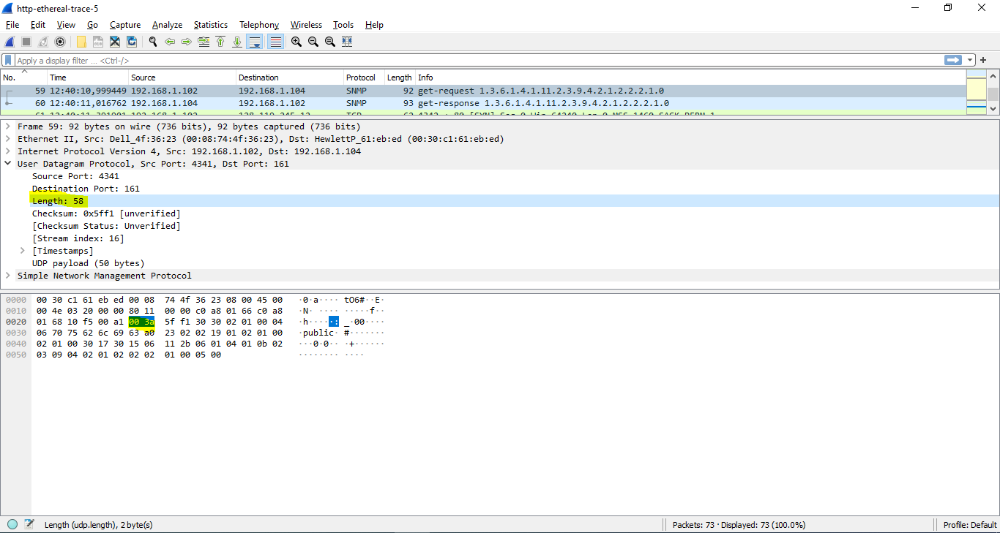 http-ethereal-trace-5
File Edit View Go Capture Analyze Statistics Telephony Wireless Tools Help
Apply a display filter ... <Ctrl-/>
No. Time Source Destination Protocol Length Info
59 12:40:10,999449 192.168.1.102 192.168.1.104 SNMP 92 get-request 1.3.6.1.4.1.11.2.3.9.4.2.1.2.2.2.1.0
60 12:40:11,016762 192.168.1.104 192.168.1.102 SNMP 93 get-response 1.3.6.1.4.1.11.2.3.9.4.2.1.2.2.2.1.0
Frame 59: 92 bytes on wire (736 bits), 92 bytes captured (736 bits)
Ethernet II, Src: Dell_4f:36:23 (00:08:74:4f:36:23), Dst: HewlettP_61:eb:ed (00:30:c1:61:eb:ed)
Internet Protocol Version 4, Src: 192.168.1.102, Dst: 192.168.1.104
User Datagram Protocol, Src Port: 4341, Dst Port: 161
Source Port: 4341
Destination Port: 161
Length: 58
Checksum: 0x5ff1 [unverified]
[Checksum Status: Unverified]
[Stream index: 16]
[Timestamps]
UDP payload (50 bytes)
Simple Network Management Protocol
0000 00 30 c1 61 eb ed 00 08 74 4f 36 23 08 00 45 00 ·0·a···· tO6#··E·
0010 00 4e 03 20 00 00 80 11 00 00 c0 a8 01 66 c0 a8 ·N· ···· ·····f··
0020 01 68 10 f5 00 a1 00 3a 5f f1 30 30 02 01 00 04 ·h·····: _·00····
0030 06 70 75 62 6c 69 63 a0 23 02 02 19 01 02 01 00 ·public· #·······
0040 02 01 00 30 17 30 15 06 11 2b 06 01 04 01 0b 02 ···0·0·· ·+······
0050 03 09 04 02 01 02 02 02 01 00 05 00 ········ ····
Length (udp.length), 2 byte(s) Packets: 73 · Displayed: 73 (100.0%) Profile: Default